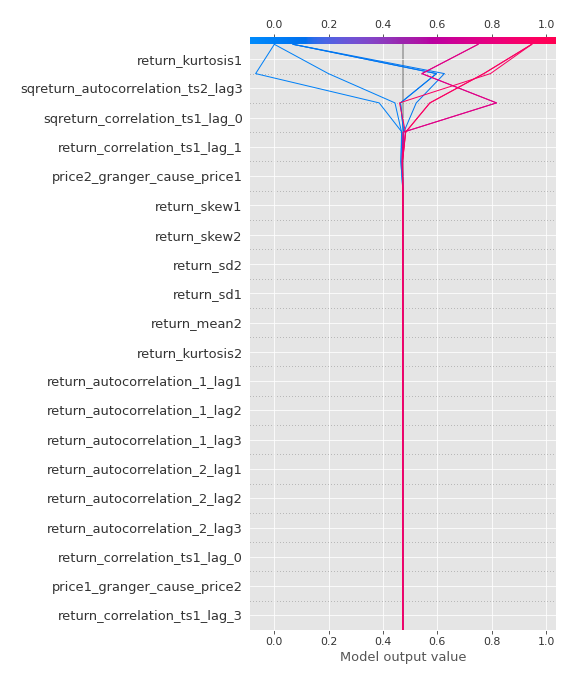 0.0 0.2 0.4 0.6 0.8 1.0
return_kurtosis1
sqreturn_autocorrelation_ts2_lag3
sqreturn_correlation_ts1_lag_0
return_correlation_ts1_lag_1
price2_granger_cause_price1
return_skew1
return_skew2
return_sd2
return_sd1
return_mean2
return_kurtosis2
return_autocorrelation_1_lag1
return_autocorrelation_1_lag2
return_autocorrelation_1_lag3
return_autocorrelation_2_lag1
return_autocorrelation_2_lag2
return_autocorrelation_2_lag3
return_correlation_ts1_lag_0
price1_granger_cause_price2
return_correlation_ts1_lag_3
0.0 0.2 0.4 0.6 0.8 1.0
Model output value